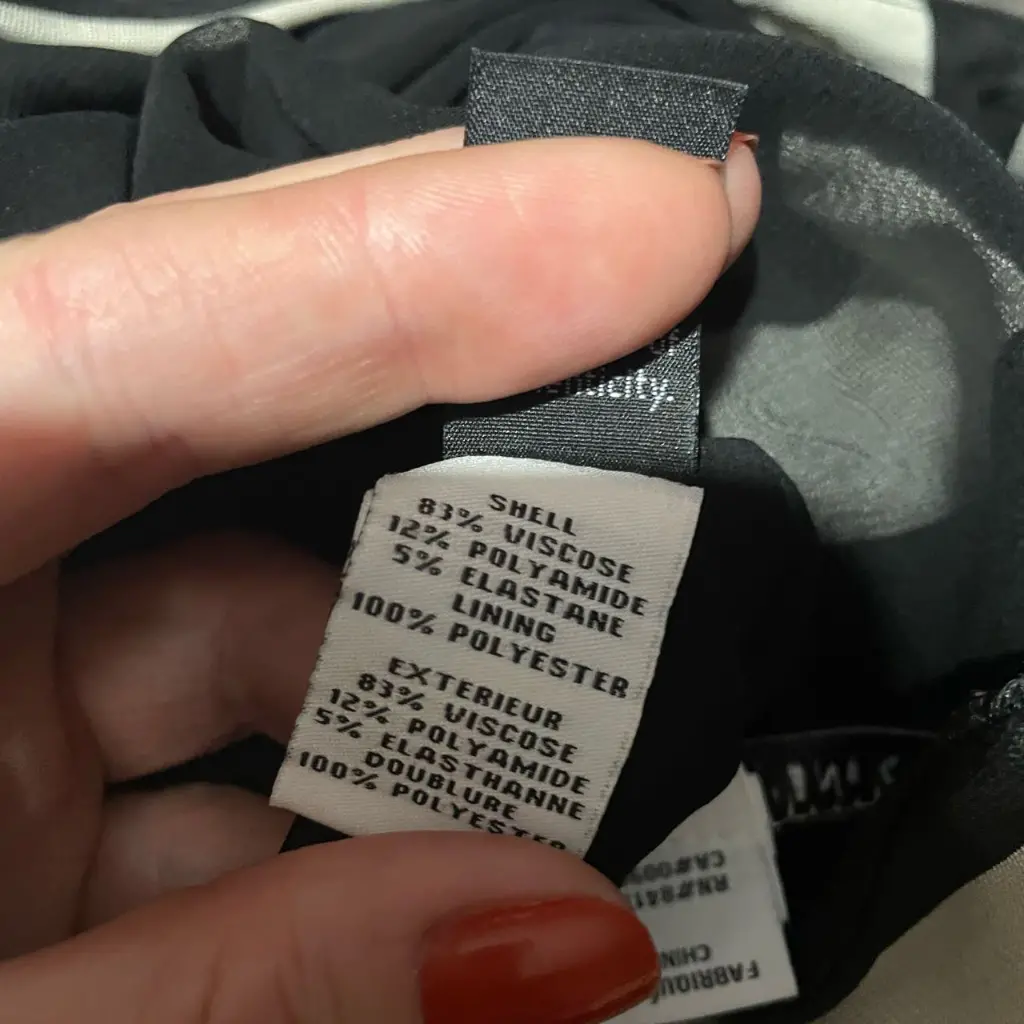 of
SHELL
83% VISCOSE
12% POLYAMIDE
5% ELASTANE
LINING
100% POLYESTER
EXTERIEUR
83% VISCOSE
12% POLYAMIDE
5% ELASTHANNE
DOUBLURE
100% POLYESTER